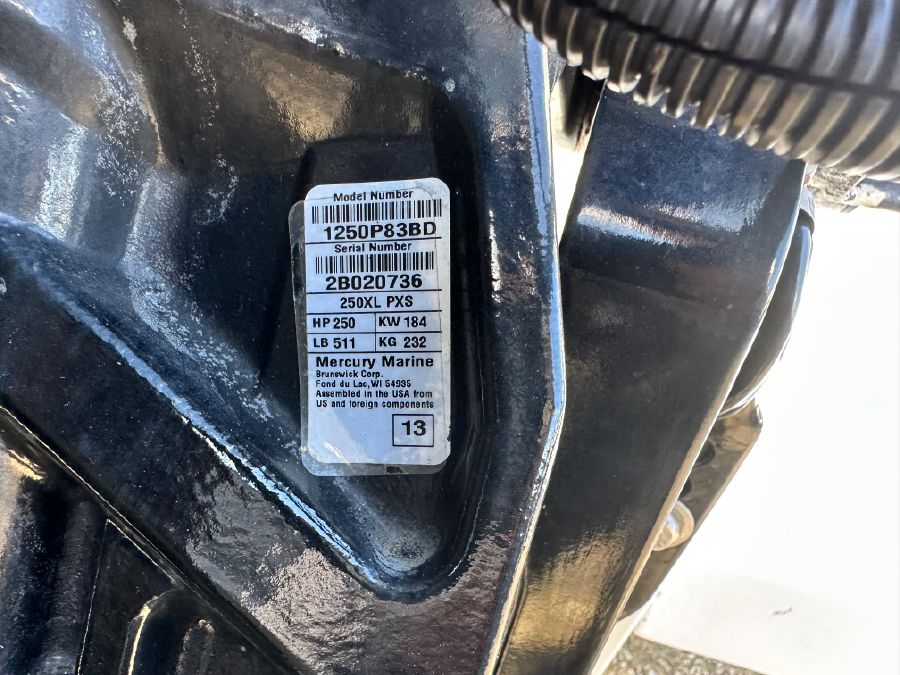 Model Number
1250P83BD
Serial Number
2B020736
250XL PXS
HP 250 KW 184
LB 511 KG 232
Mercury Marine
Brunswick Corp.
Fond du Lac, WI 54935
Assembled in the USA from
US and foreign components
13